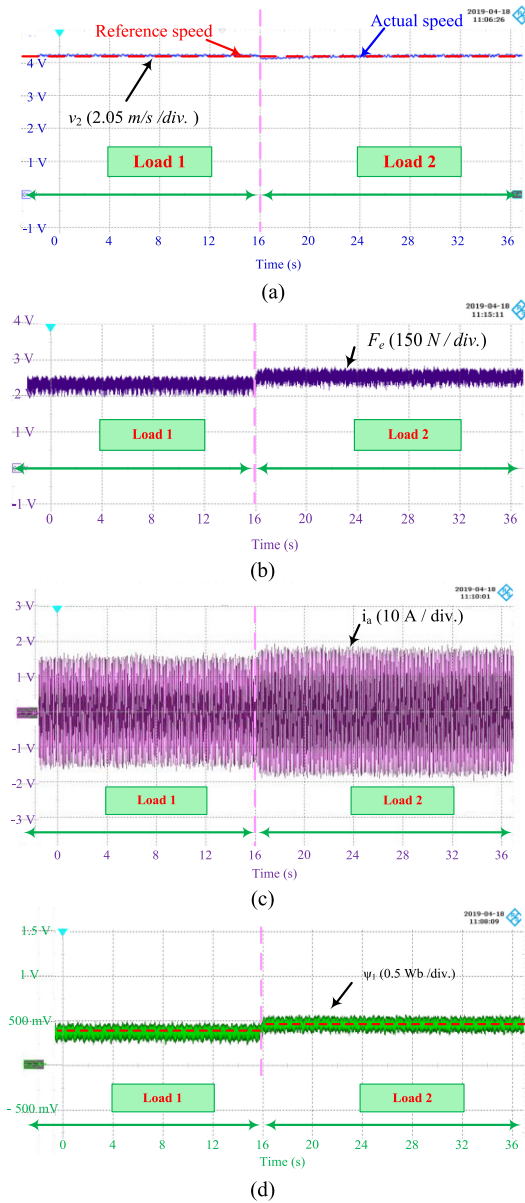 2019-04-18
11:06:26
Reference speed
Actual speed
4 V
3 V
v2 (2.05 m/s /div. )
2 V
1 V
Load 1
Load 2
-1 V
0 4 8 12 16 20 24 28 32 36
Time (s)
(a)
2019-04-18
11:15:11
4 V
Fe (150 N / div.)
3 V
2 V
1 V
Load 1
Load 2
-1 V
0 4 8 12 16 20 24 28 32 36
Time (s)
(b)
2019-04-18
11:10:01
3 V
ia (10 A / div.)
2 V
1 V
-1 V
-2 V
Load 1
Load 2
-3 V
0 4 8 12 16 20 24 28 32 36
Time(s)
(c)
2019-04-18
11:08:09
1.5 V
1 V
ψ1 (0.5 Wb /div.)
500 mV
Load 1
Load 2
- 500 mV
0 4 8 12 16 20 24 28 32 36
Time (s)
(d)